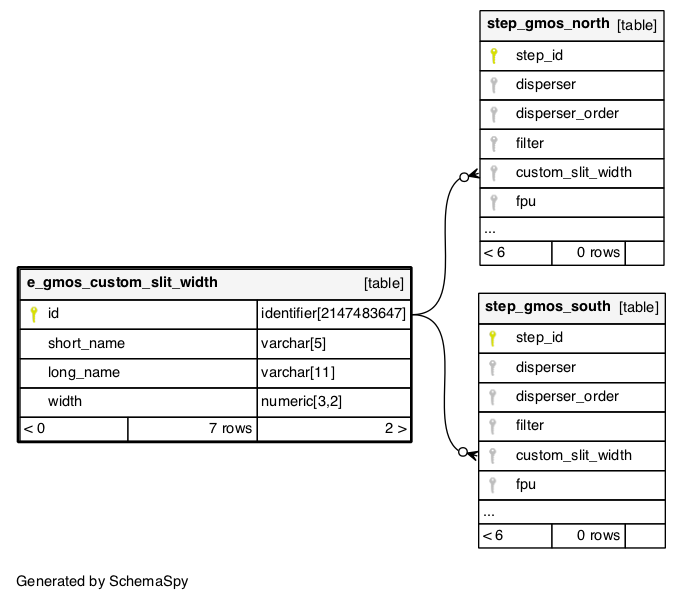 step_gmos_north [table]
step_id
disperser
disperser_order
filter
custom_slit_width
fpu
...
< 6 0 rows
e_gmos_custom_slit_width [table]
id identifier[2147483647]
short_name varchar[5]
long_name varchar[11]
width numeric[3,2]
< 0 7 rows 2 >
step_gmos_south [table]
step_id
disperser
disperser_order
filter
custom_slit_width
fpu
...
< 6 0 rows
Generated by SchemaSpy